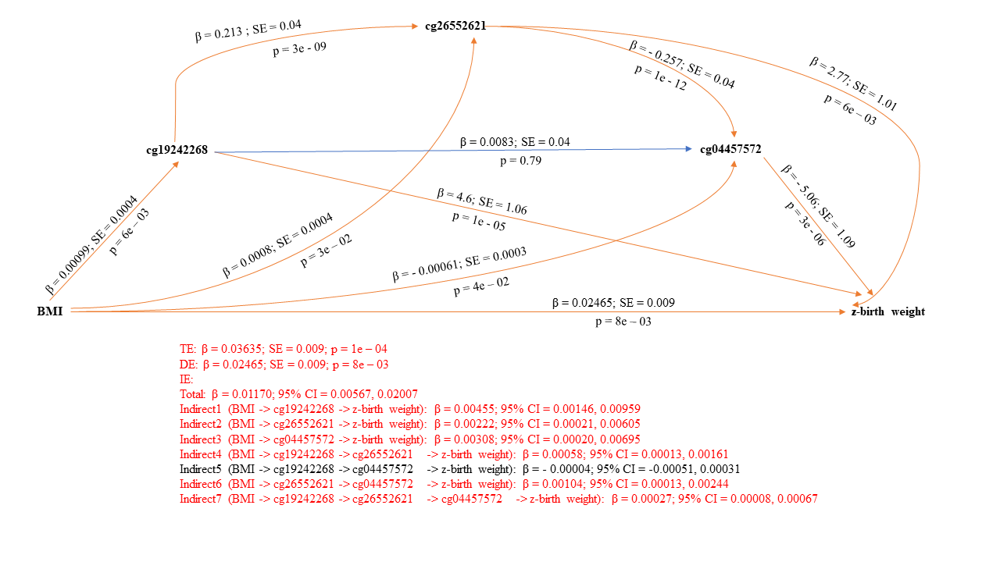 cg26552621
β = 0.213 ; SE = 0.04
p = 3e - 09
β = - 0.257; SE = 0.04
p = 1e - 12
β = 2.77; SE = 1.01
p = 6e – 03
cg19242268
β = 0.0083; SE = 0.04
p = 0.79
cg04457572
β = 4.6; SE = 1.06
p = 1e - 05
β = - 5.06; SE = 1.09
p = 3e - 06
β = 0.00099; SE = 0.0004
p = 6e – 03
β = 0.0008; SE = 0.0004
p = 3e – 02
β = - 0.00061; SE = 0.0003
p = 4e – 02
BMI
β = 0.02465; SE = 0.009
p = 8e – 03
z-birth weight
TE: β = 0.03635; SE = 0.009; p = 1e – 04
DE: β = 0.02465; SE = 0.009; p = 8e – 03
IE:
Total: β = 0.01170; 95% CI = 0.00567, 0.02007
Indirect1 (BMI -> cg19242268 -> z-birth weight): β = 0.00455; 95% CI = 0.00146, 0.00959
Indirect2 (BMI -> cg26552621 -> z-birth weight): β = 0.00222; 95% CI = 0.00021, 0.00605
Indirect3 (BMI -> cg04457572 -> z-birth weight): β = 0.00308; 95% CI = 0.00020, 0.00695
Indirect4 (BMI -> cg19242268 -> cg26552621 -> z-birth weight): β = 0.00058; 95% CI = 0.00013, 0.00161
Indirect5 (BMI -> cg19242268 -> cg04457572 -> z-birth weight): β = - 0.00004; 95% CI = -0.00051, 0.00031
Indirect6 (BMI -> cg26552621 -> cg04457572 -> z-birth weight): β = 0.00104; 95% CI = 0.00013, 0.00244
Indirect7 (BMI -> cg19242268 -> cg26552621 -> cg04457572 -> z-birth weight): β = 0.00027; 95% CI = 0.00008, 0.00067